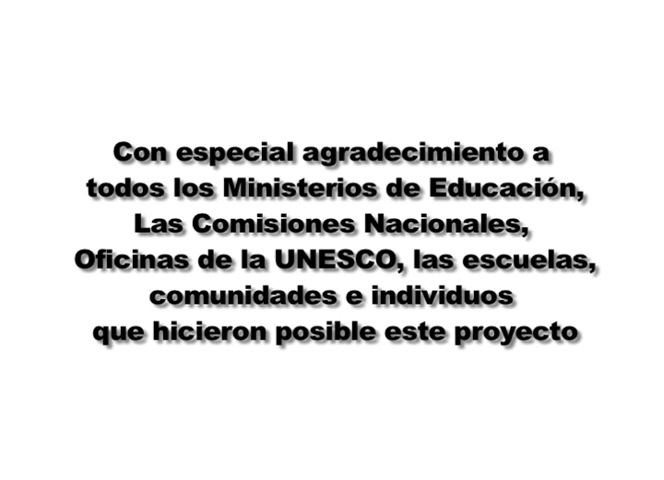 Con especial agradecimiento a
todos los Ministerios de Educación,
Las Comisiones Nacionales,
Oficinas de la UNESCO, las escuelas,
comunidades e individuos
que hicieron posible este proyecto